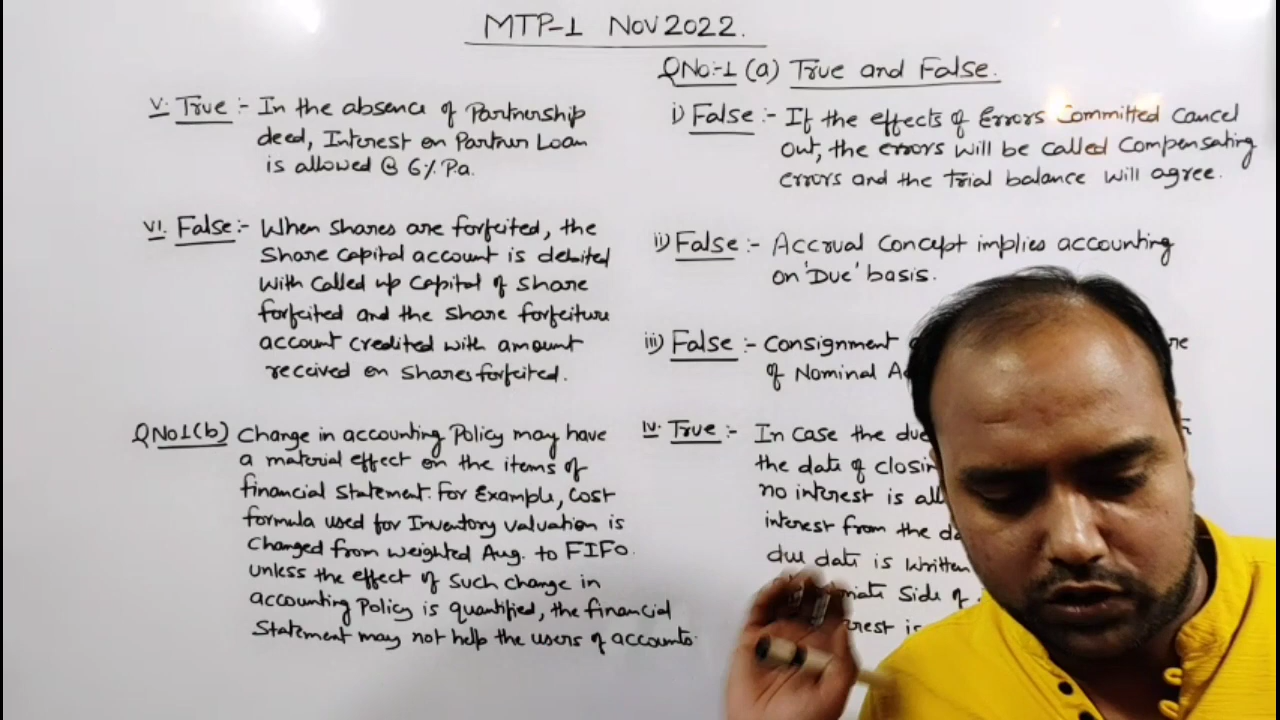 MTP-1 Nov 2022.
QNo:-1 (a) True and False.
i) False :- If the effects of Errors Committed Cancel
out, the errors will be called Compensating
errors and the trial balance will agree.
ii) False :- Accrual Concept implies accounting
on 'Due' basis.
iii) False :- Consignment
of Nominal
iv. True :- In case the due
the date of
no interest is
interest from the
due date is written
Side of
is
V. True :- In the absence of Partnership
deed, Interest on Partner Loan
is allowed @ 6% P.a.
VI. False :- When shares are forfeited, the
Share capital account is debited
with called up capital of share
forfeited and the share forfeiture
account credited with amount
received on shares forfeited.
QNo1(b) Change in accounting Policy may have
a material effect on the items of
financial statement. For Example, cost
formula used for Inventory valuation is
changed from weighted Avg. to FIFO.
unless the effect of such change in
accounting Policy is quantified, the financial
Statement may not help the users of accounts.